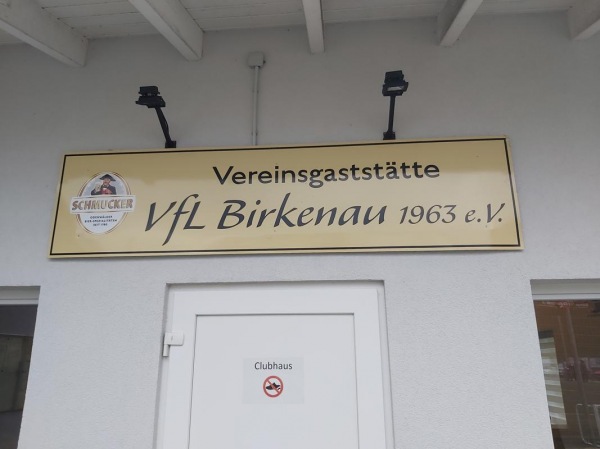 Vereinsgaststätte
SCHMUCKER
VfL Birkenau 1963 e.V.
Clubhaus